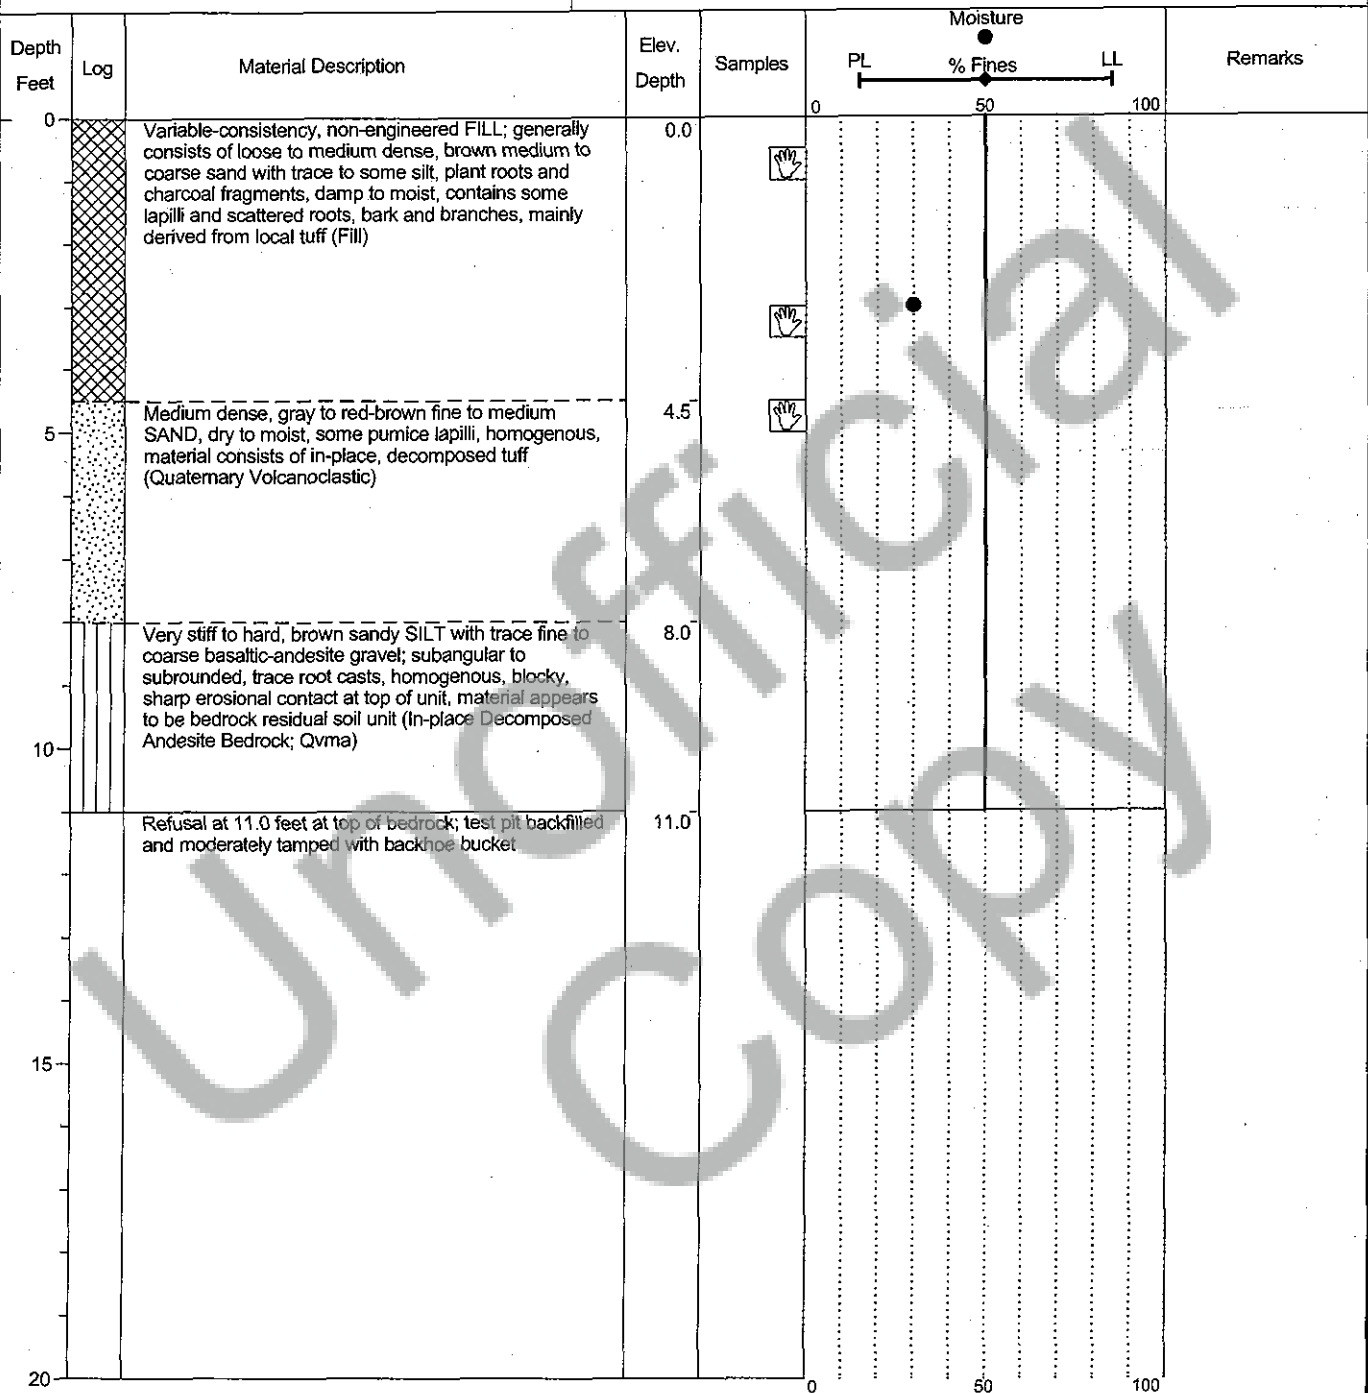 Depth
Feet
Log
Material Description
Elev.
Depth
Samples
Moisture
PL
% Fines
LL
Remarks
0
50
100
0
Variable-consistency, non-engineered FILL; generally
consists of loose to medium dense, brown medium to
coarse sand with trace to some silt, plant roots and
charcoal fragments, damp to moist, contains some
lapilli and scattered roots, bark and branches, mainly
derived from local tuff (Fill)
0.0
Medium dense, gray to red-brown fine to medium
SAND, dry to moist, some pumice lapilli, homogenous,
material consists of in-place, decomposed tuff
(Quaternary Volcanoclastic)
4.5
5
Very stiff to hard, brown sandy SILT with trace fine to
coarse basaltic-andesite gravel; subangular to
subrounded, trace root casts, homogenous, blocky,
sharp erosional contact at top of unit, material appears
to be bedrock residual soil unit (In-place Decomposed
Andesite Bedrock; Qvma)
8.0
10
Refusal at 11.0 feet at top of bedrock; test pit backfilled
and moderately tamped with backhoe bucket
11.0
15
20
0
50
100
Unofficial
Copy